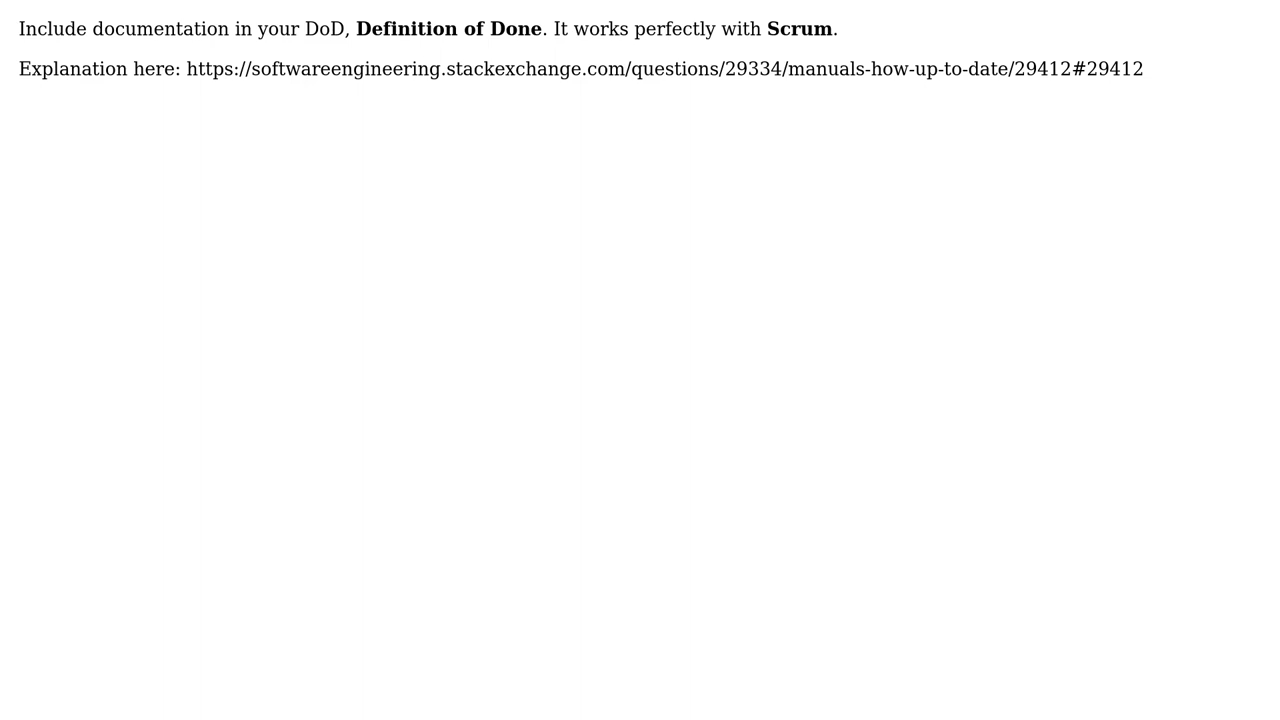 Include documentation in your DoD, Definition of Done. It works perfectly with Scrum.
Explanation here: https://softwareengineering.stackexchange.com/questions/29334/manuals-how-up-to-date/29412#29412